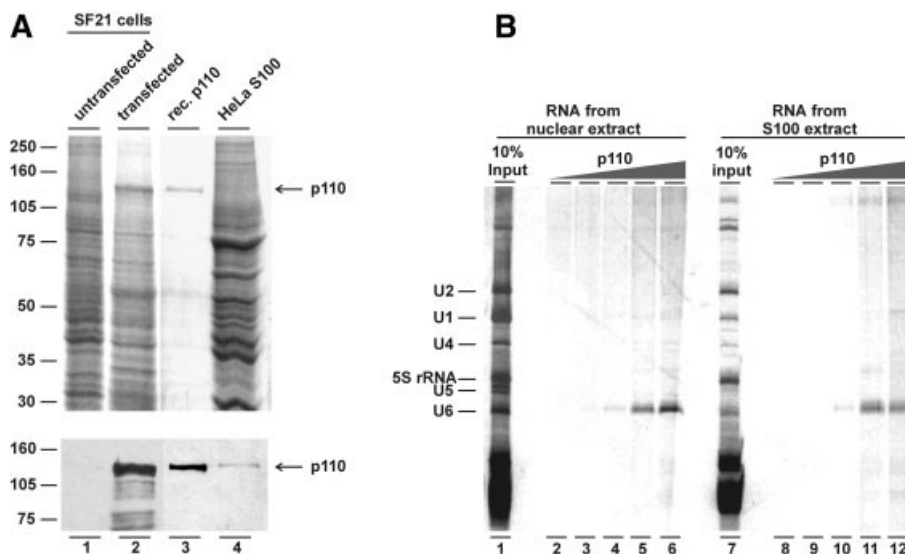 A
SF21 cells
untransfected
transfected
rec. p110
HeLa S100
250
160
105
75
50
35
30
p110
160
105
75
p110
1 2 3 4
B
RNA from
nuclear extract
10%
Input
p110
RNA from
S100 extract
10%
input
p110
U2
U1
U4
5S rRNA
U5
U6
1 2 3 4 5 6 7 8 9 10 11 12